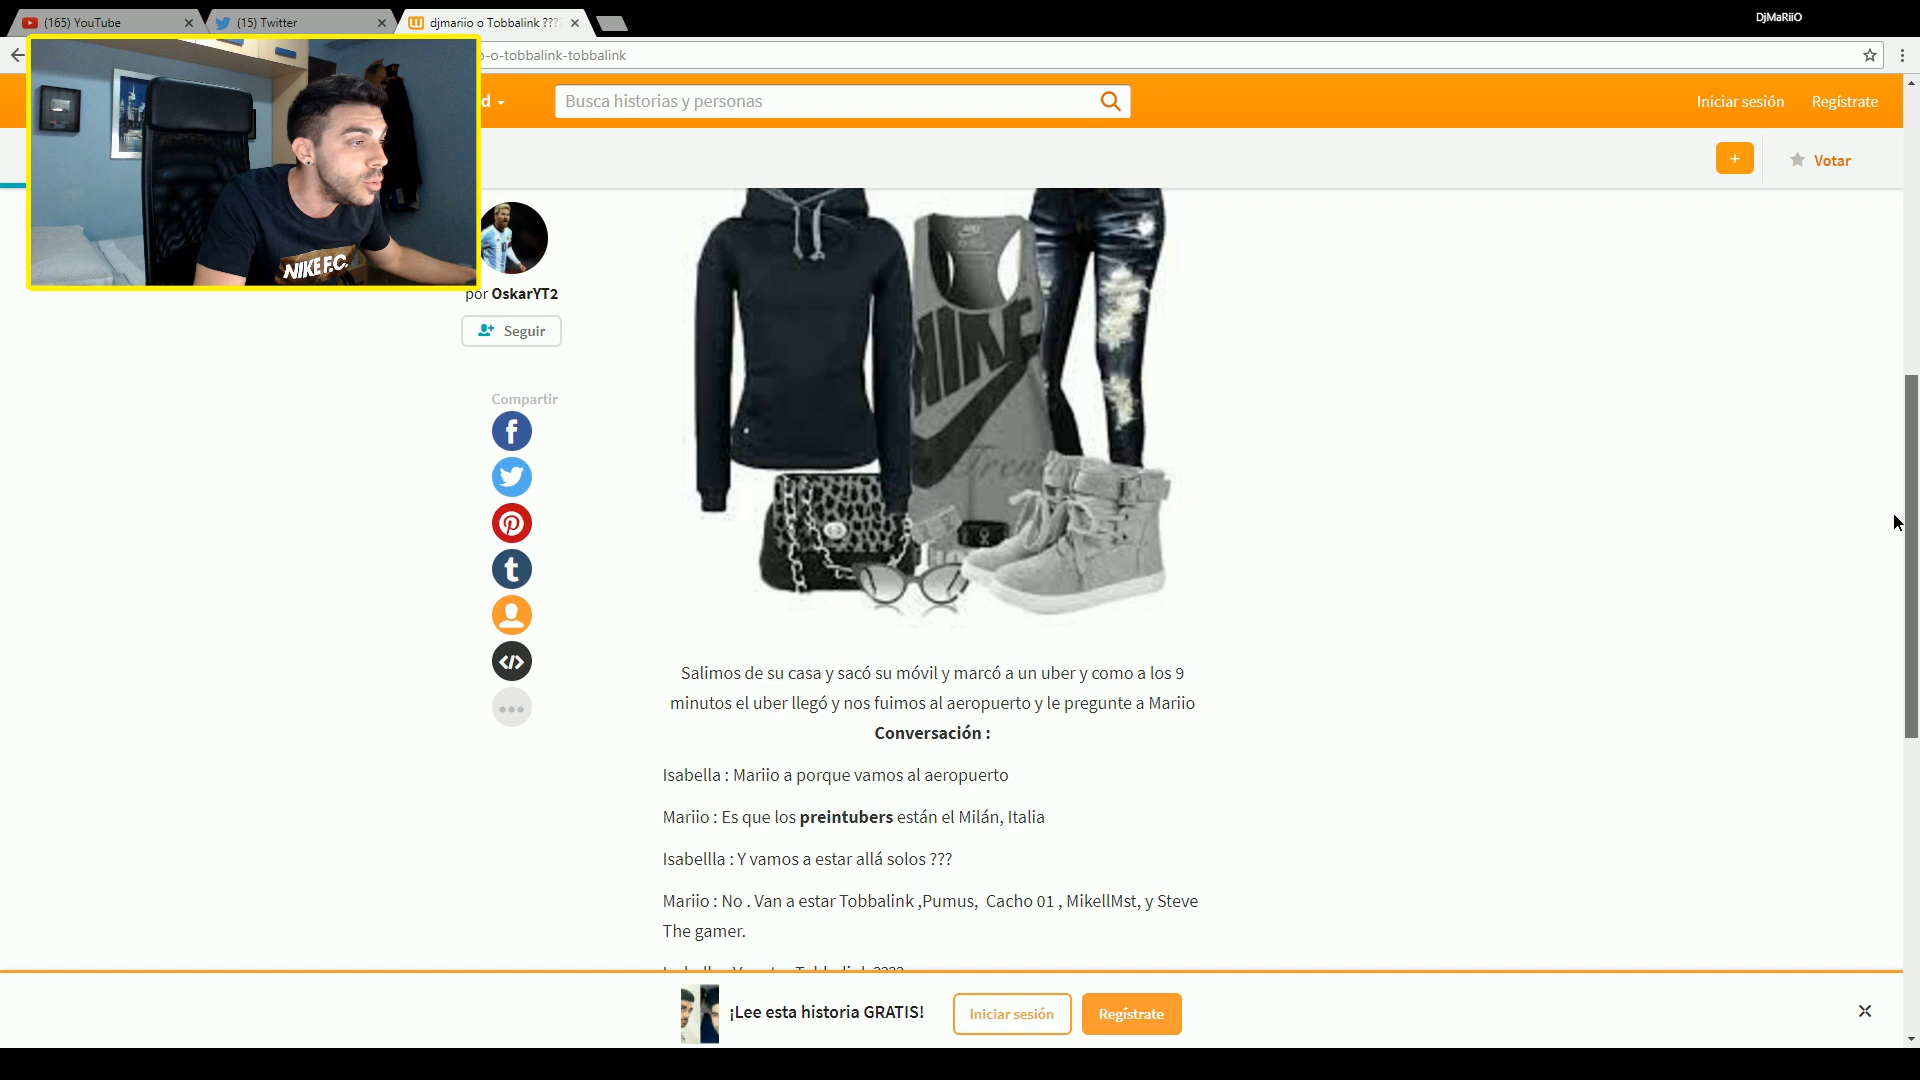 (165) YouTube
(15) Twitter
djmariio o Tobbalink ???
DjMaRiiO
o-o-tobbalink-tobbalink
d
Busca historias y personas
Iniciar sesión
Regístrate
+
Votar
NIKE F.C.
por OskarYT2
Seguir
Compartir
NIKE
Salimos de su casa y sacó su móvil y marcó a un uber y como a los 9
minutos el uber llegó y nos fuimos al aeropuerto y le pregunte a Mariio
Conversación :
Isabella : Mariio a porque vamos al aeropuerto
Mariio : Es que los preintubers están el Milán, Italia
Isabellla : Y vamos a estar allá solos ???
Mariio : No . Van a estar Tobbalink ,Pumus, Cacho 01 , MikellMst, y Steve
The gamer.
¡Lee esta historia GRATIS!
Iniciar sesión
Regístrate